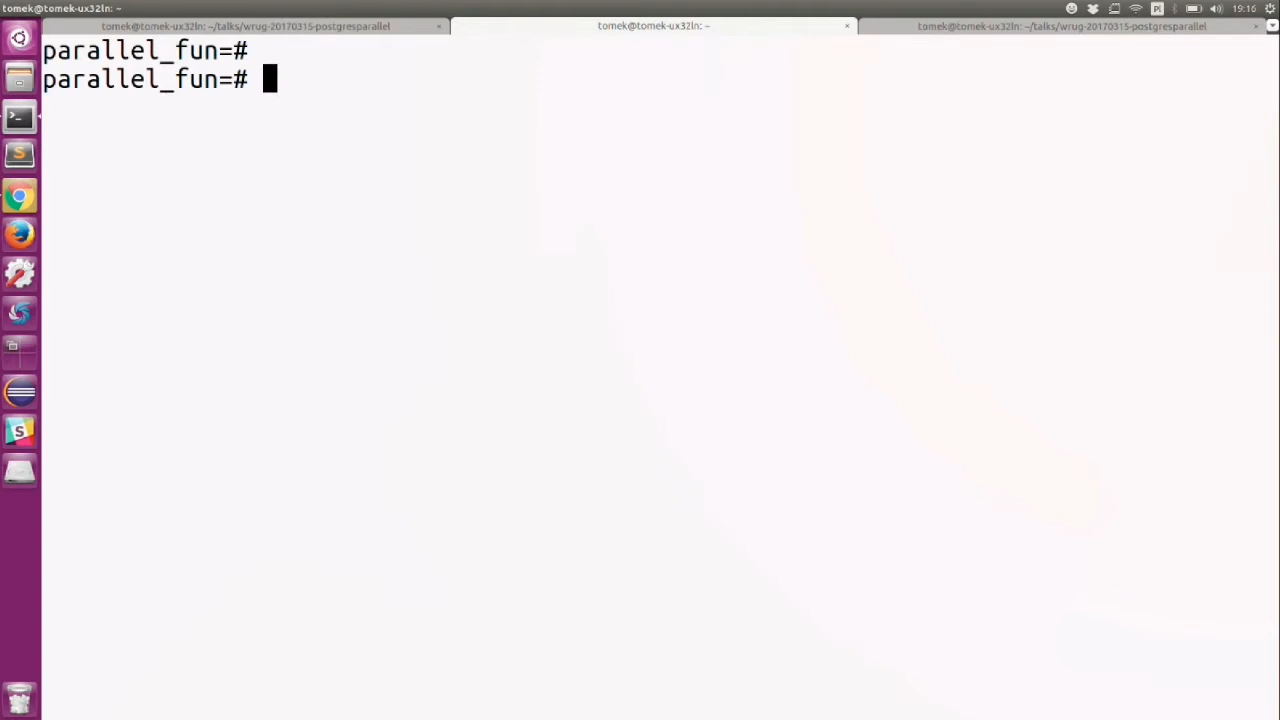 tomek@tomek-ux32ln: ~
19:16
tomek@tomek-ux32ln: ~/talks/wrug-20170315-postgresparallel
tomek@tomek-ux32ln: ~
tomek@tomek-ux32ln: ~/talks/wrug-20170315-postgresparallel
parallel_fun=#
parallel_fun=#